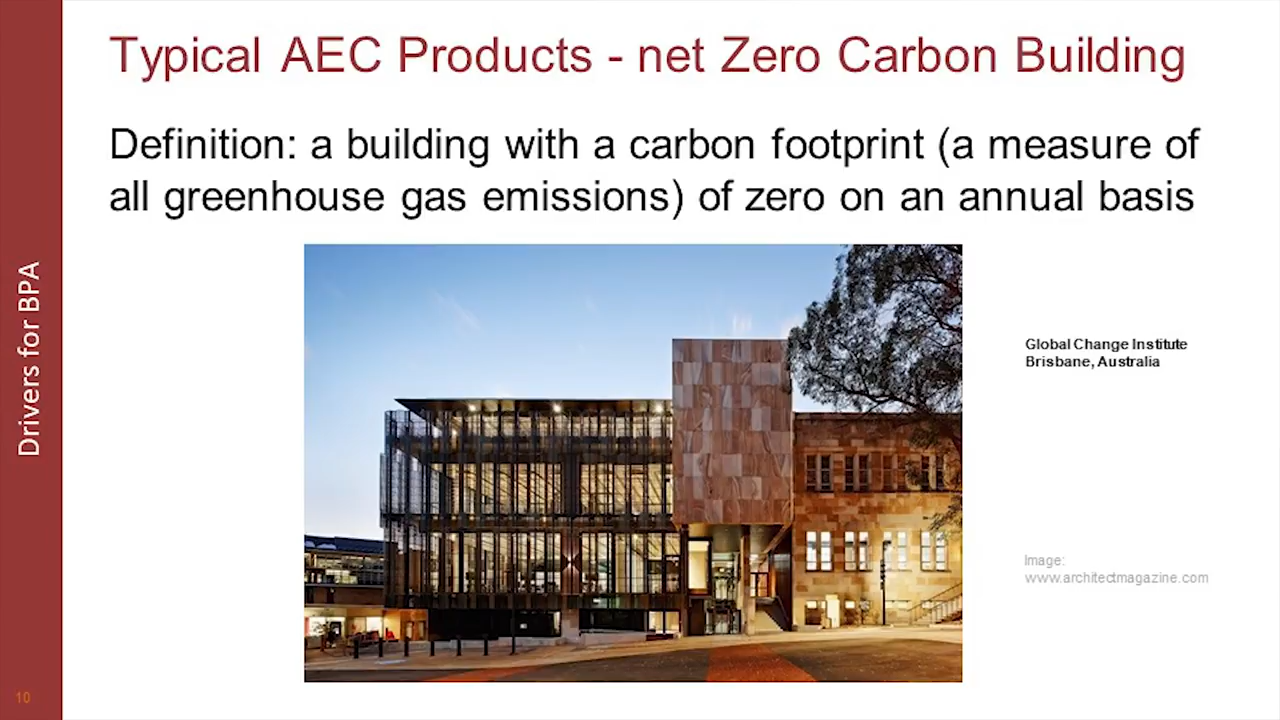 Typical AEC Products - net Zero Carbon Building
Definition: a building with a carbon footprint (a measure of
all greenhouse gas emissions) of zero on an annual basis
Global Change Institute
Brisbane, Australia
Image:
www.architectmagazine.com
Drivers for BPA
10